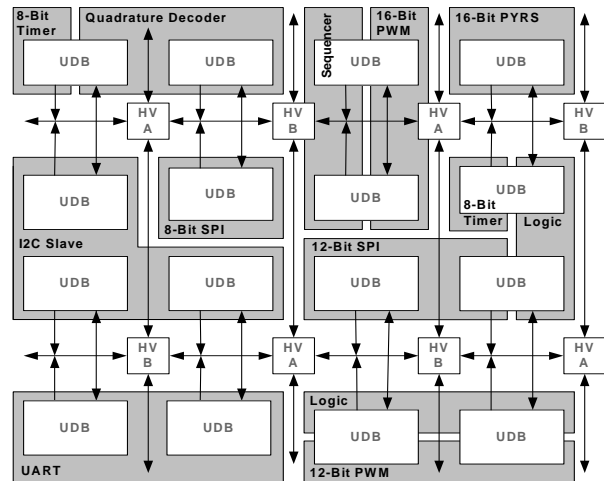 8-Bit Timer
Quadrature Decoder
Sequencer
16-Bit PWM
16-Bit PYRS
UDB
UDB
UDB
UDB
HV A
HV B
HV A
HV B
UDB
UDB
UDB
UDB
8-Bit SPI
8-Bit Timer
Logic
I2C Slave
12-Bit SPI
UDB
UDB
UDB
UDB
HV B
HV A
HV B
HV A
Logic
UDB
UDB
UDB
UDB
UART
12-Bit PWM